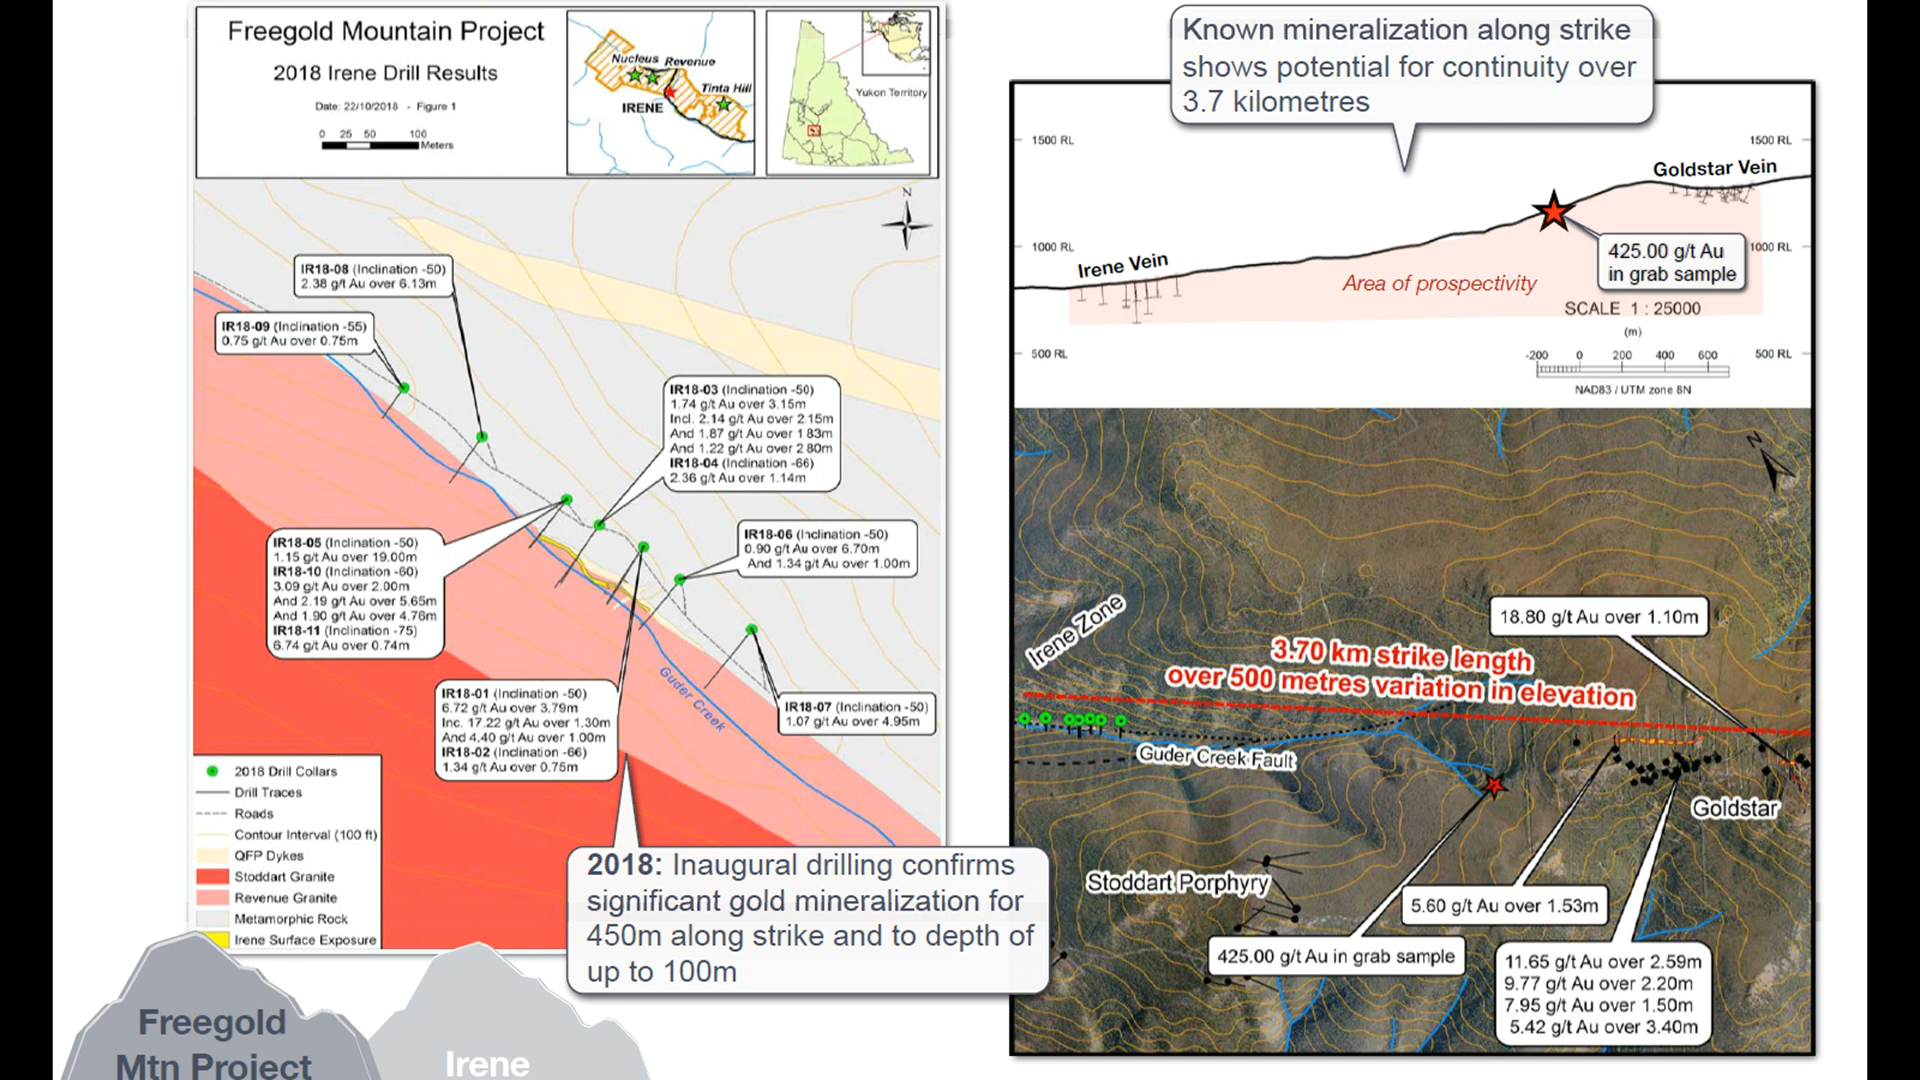 Freegold Mountain Project
2018 Irene Drill Results
Date: 22/10/2018 - Figure 1
0 25 50 100
Meters
Nucleus Revenue
Tinta Hill
IRENE
Yukon Territory
N
IR18-08 (Inclination -50)
2.38 g/t Au over 6.13m
IR18-09 (Inclination -55)
0.75 g/t Au over 0.75m
IR18-03 (Inclination -50)
1.74 g/t Au over 3.15m
Incl. 2.14 g/t Au over 2.15m
And 1.87 g/t Au over 1 83m
And 1.22 g/t Au over 2 80m
IR18-04 (Inclination -66)
2.36 g/t Au over 1.14m
IR18-05 (Inclination -50)
1.15 g/t Au over 19.00m
IR18-10 (Inclination -60)
3.09 g/t Au over 2.00m
And 2.19 g/t Au over 5.65m
And 1.90 g/t Au over 4.76m
IR18-11 (Inclination -75)
6.74 g/t Au over 0.74m
IR18-06 (Inclination -50)
0.90 g/t Au over 6.70m
And 1.34 g/t Au over 1.00m
IR18-01 (Inclination -50)
6.72 g/t Au over 3.79m
Inc. 17.22 g/t Au over 1.30m
And 4.40 g/t Au over 1.00m
IR18-02 (Inclination -66)
1.34 g/t Au over 0.75m
Guder Creek
IR18-07 (Inclination -50)
1.07 g/t Au over 4.95m
2018 Drill Collars
Drill Traces
Roads
Contour Interval (100 ft)
QFP Dykes
Stoddart Granite
Revenue Granite
Metamorphic Rock
Irene Surface Exposure
2018: Inaugural drilling confirms
significant gold mineralization for
450m along strike and to depth of
up to 100m
Freegold
Mtn Project
Irene
Known mineralization along strike
shows potential for continuity over
3.7 kilometres
1500 RL
1500 RL
Goldstar Vein
1000 RL
1000 RL
Irene Vein
425.00 g/t Au
in grab sample
Area of prospectivity
SCALE 1 : 25000
(m)
500 RL
-200 0 200 400 600
500 RL
NAD83 / UTM zone 8N
N
Irene Zone
18.80 g/t Au over 1.10m
3.70 km strike length
over 500 metres variation in elevation
Guder Creek Fault
Goldstar
Stoddart Porphyry
5.60 g/t Au over 1.53m
425.00 g/t Au in grab sample
11.65 g/t Au over 2.59m
9.77 g/t Au over 2.20m
7.95 g/t Au over 1.50m
5.42 g/t Au over 3.40m